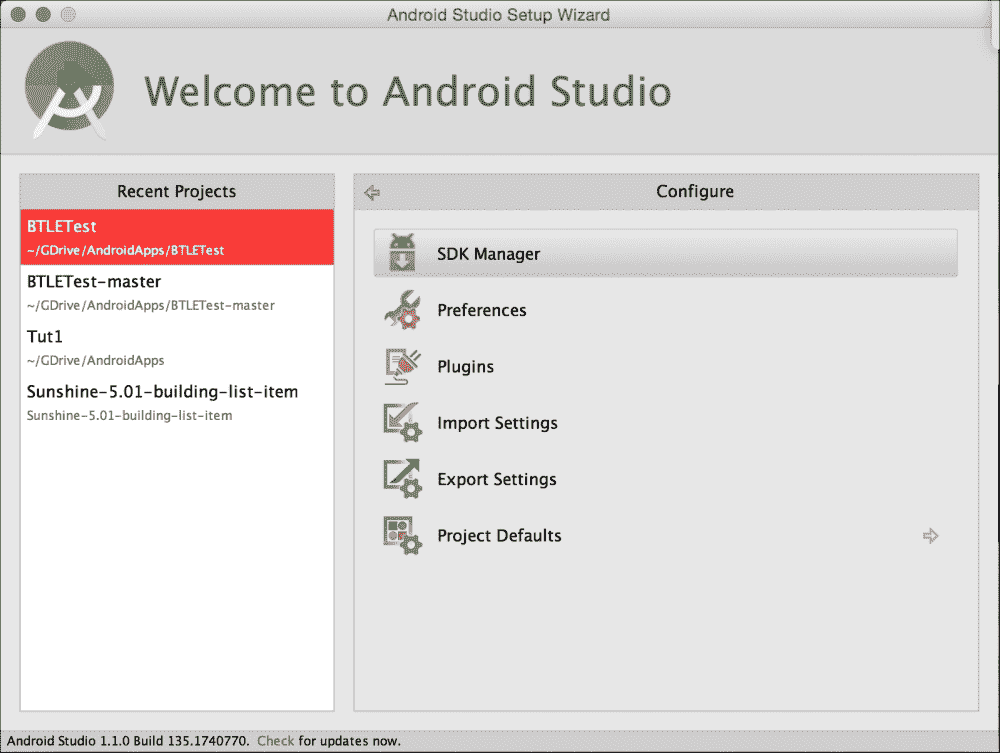 Android Studio Setup Wizard
Welcome to Android Studio
Recent Projects
BTLETest
~/GDrive/AndroidApps/BTLETest
BTLETest-master
~/GDrive/AndroidApps/BTLETest-master
Tut1
~/GDrive/AndroidApps
Sunshine-5.01-building-list-item
Sunshine-5.01-building-list-item
Configure
SDK Manager
Preferences
Plugins
Import Settings
Export Settings
Project Defaults
Android Studio 1.1.0 Build 135.1740770. Check for updates now.